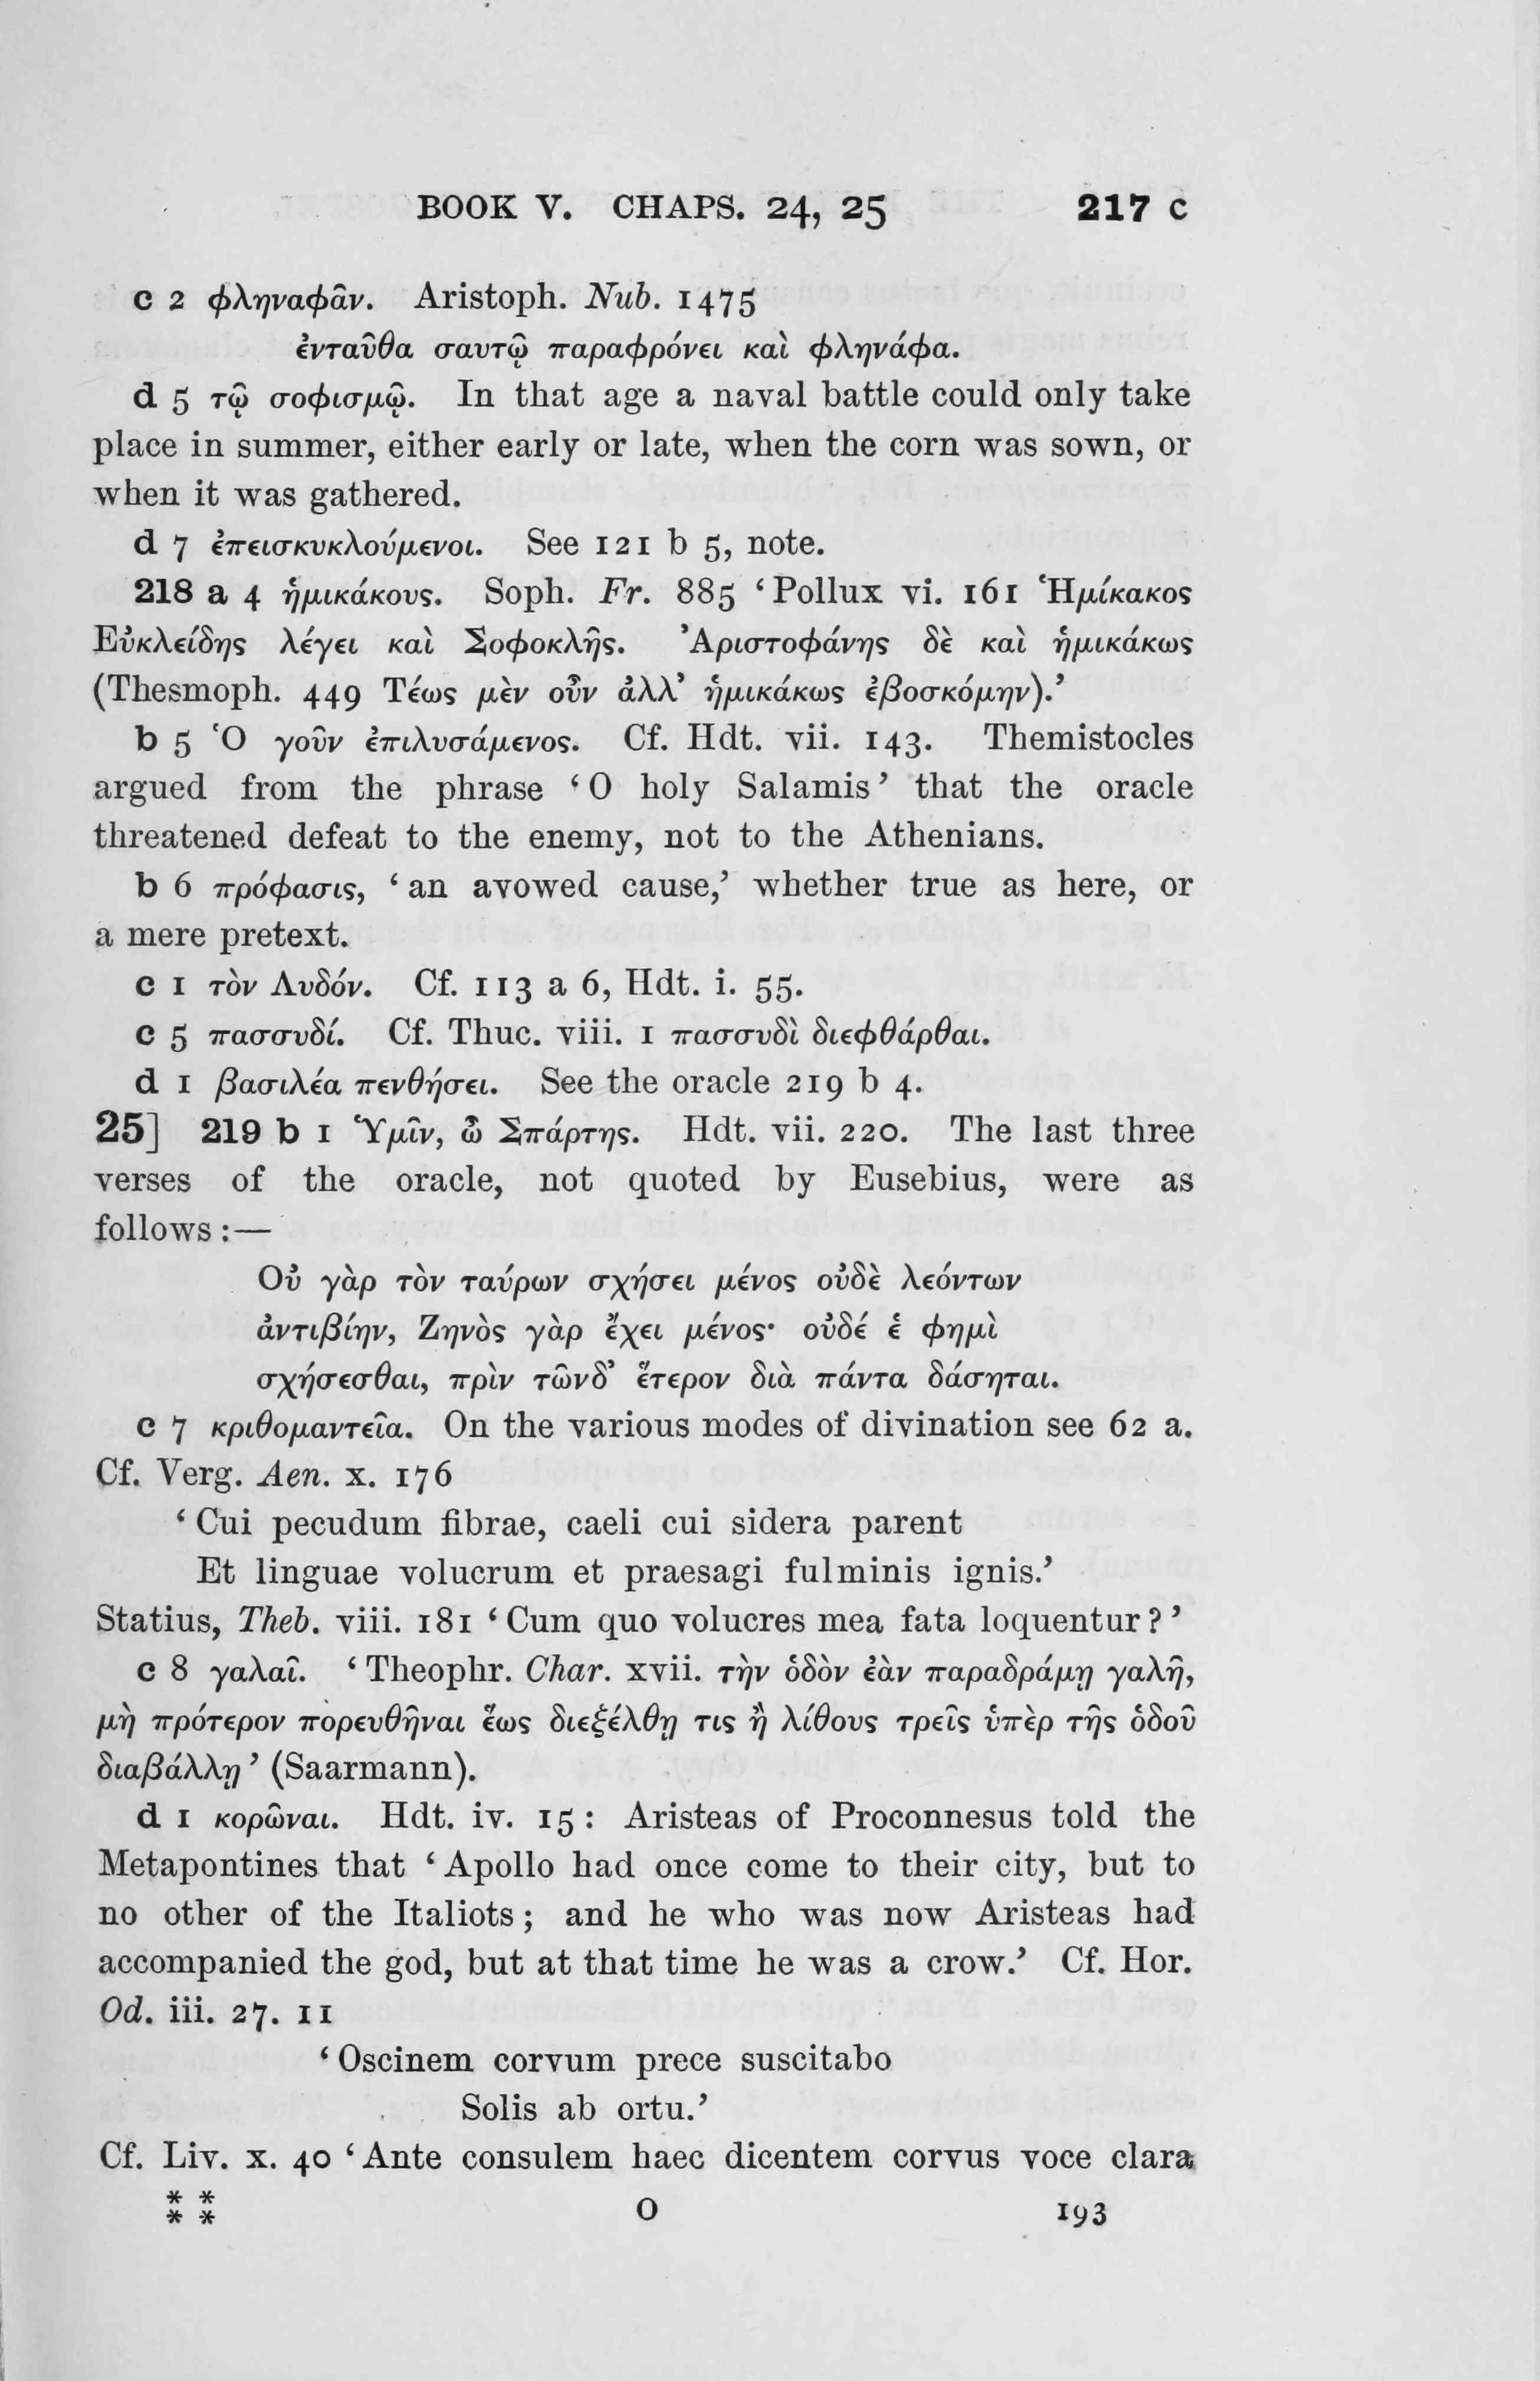 BOOK V. CHAPS. 24, 25 217 c
c 2 φληναφᾶν. Aristoph. Nub. 1475
ἐνταῦθα σαυτῷ παραφρόνει καὶ φληνάφα.
d 5 τῷ σοφισμῷ. In that age a naval battle could only take
place in summer, either early or late, when the corn was sown, or
when it was gathered.
d 7 ἐπεισκυκλούμενοι. See 121 b 5, note.
218 a 4 ἡμικάκους. Soph. Fr. 885 ‘Pollux vi. 161 Ἡμίκακος
Εὐκλείδης λέγει καὶ Σοφοκλῆς. Ἀριστοφάνης δὲ καὶ ἡμικάκως
(Thesmoph. 449 Τέως μὲν οὖν ἀλλ’ ἡμικάκως ἐβοσκόμην).’
b 5 Ὁ γοῦν ἐπιλυσάμενος. Cf. Hdt. vii. 143. Themistocles
argued from the phrase ‘O holy Salamis’ that the oracle
threatened defeat to the enemy, not to the Athenians.
b 6 πρόφασις, ‘an avowed cause,’ whether true as here, or
a mere pretext.
c 1 τὸν Λυδόν. Cf. 113 a 6, Hdt. i. 55.
c 5 πασσυδί. Cf. Thuc. viii. 1 πασσυδὶ διεφθάρθαι.
d 1 βασιλέα πενθήσει. See the oracle 219 b 4.
25] 219 b 1 Ὑμῖν, ὦ Σπάρτης. Hdt. vii. 220. The last three
verses of the oracle, not quoted by Eusebius, were as
follows:—
Οὐ γὰρ τὸν ταύρων σχήσει μένος οὐδὲ λεόντων
ἀντιβίην, Ζηνὸς γὰρ ἔχει μένος· οὐδέ ἑ φημὶ
σχήσεσθαι, πρὶν τῶνδ’ ἕτερον διὰ πάντα δάσηται.
c 7 κριθομαντεῖα. On the various modes of divination see 62 a.
Cf. Verg. Aen. x. 176
‘Cui pecudum fibrae, caeli cui sidera parent
Et linguae volucrum et praesagi fulminis ignis.’
Statius, Theb. viii. 181 ‘Cum quo volucres mea fata loquentur?’
c 8 γαλαῖ. ‘Theophr. Char. xvii. τὴν ὁδὸν ἐὰν παραδράμῃ γαλῆ,
μὴ πρότερον πορευθῆναι ἕως διεξέλθῃ τις ἢ λίθους τρεῖς ὑπὲρ τῆς ὁδοῦ
διαβάλλῃ’ (Saarmann).
d 1 κορῶναι. Hdt. iv. 15: Aristeas of Proconnesus told the
Metapontines that ‘Apollo had once come to their city, but to
no other of the Italiots; and he who was now Aristeas had
accompanied the god, but at that time he was a crow.’ Cf. Hor.
Od. iii. 27. 11
‘Oscinem corvum prece suscitabo
Solis ab ortu.’
Cf. Liv. x. 40 ‘Ante consulem haec dicentem corvus voce clara
* *
* * O 193